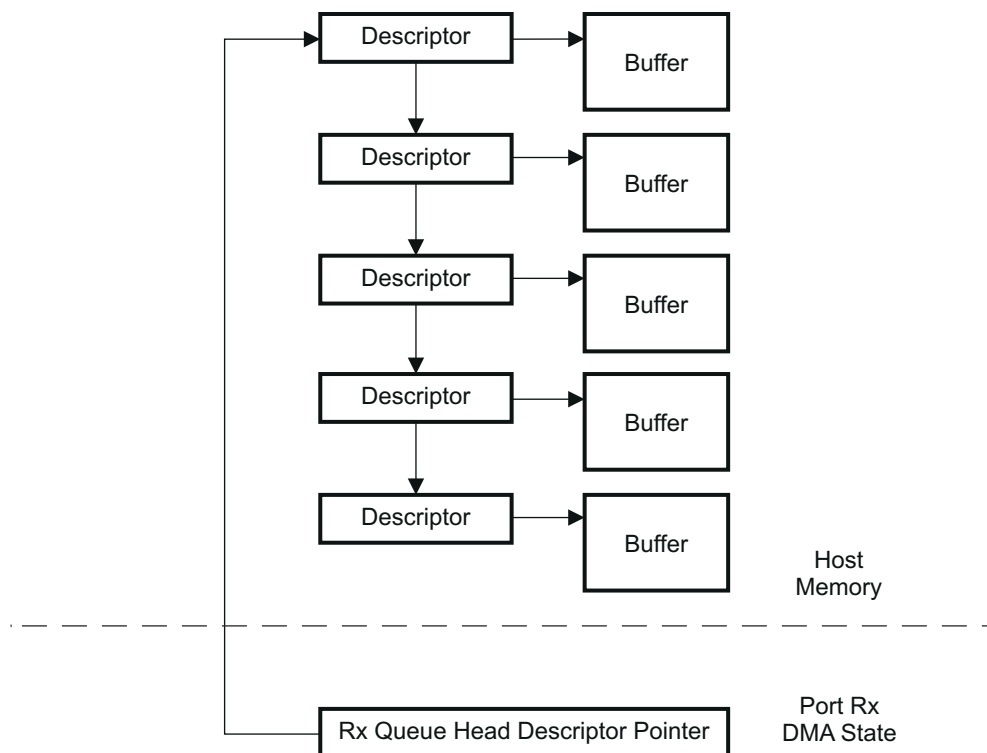 Descriptor
Buffer
Descriptor
Buffer
Descriptor
Buffer
Descriptor
Buffer
Descriptor
Buffer
Host
Memory
Rx Queue Head Descriptor Pointer
Port Rx
DMA State